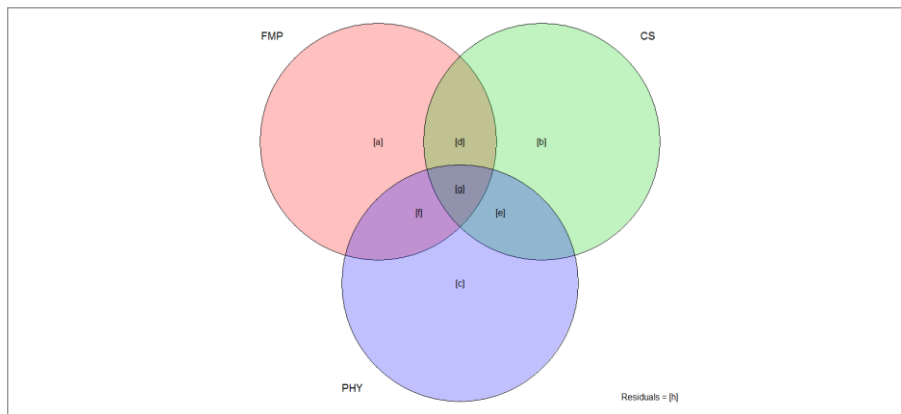 FMP
CS
[a]
[d]
[b]
[g]
[f]
[e]
[c]
PHY
Residuals = [h]